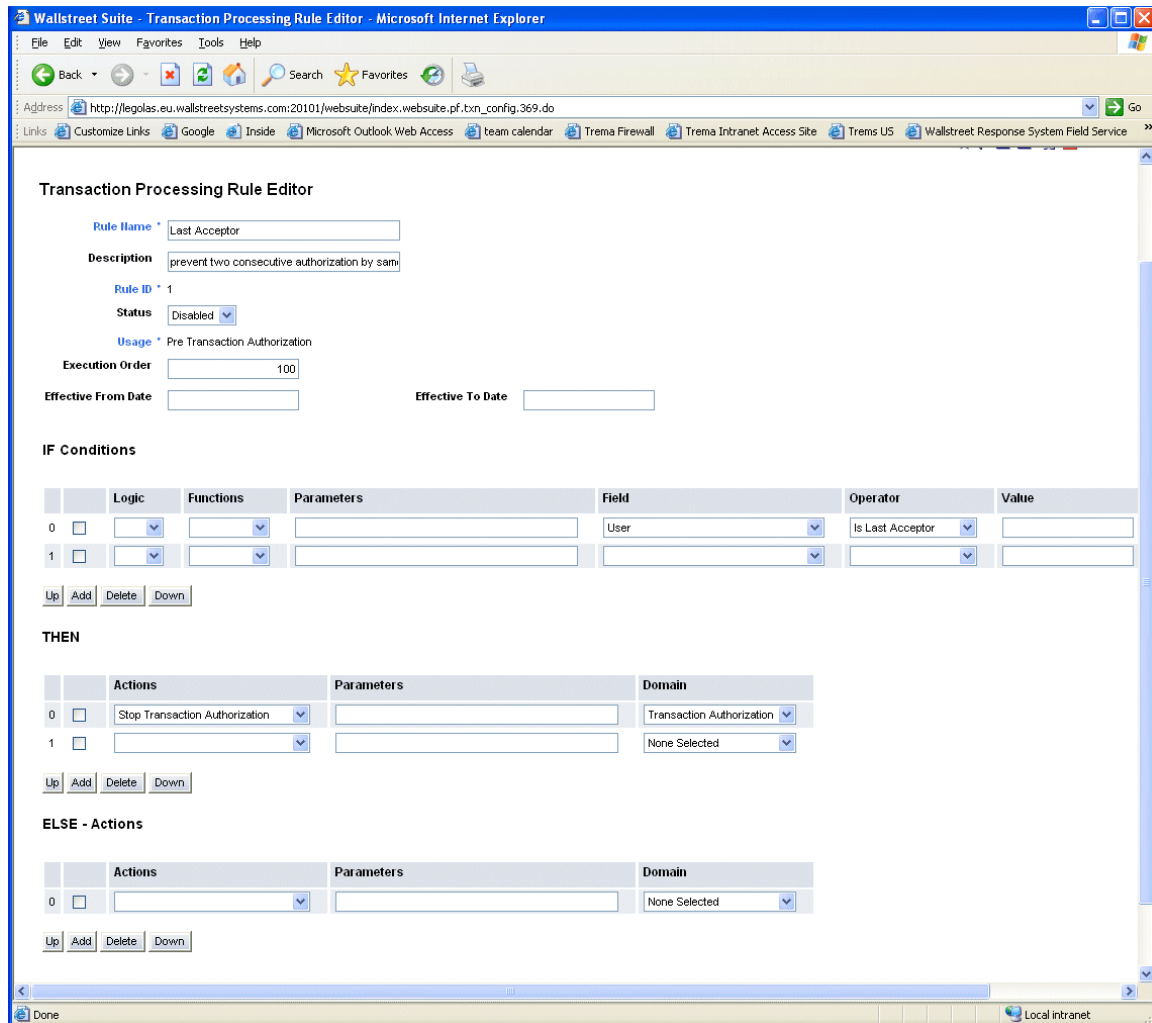 Wallstreet Suite - Transaction Processing Rule Editor - Microsoft Internet Explorer
File Edit View Favorites Tools Help
Back Search Favorites
Address http://legolas.eu.wallstreetsystems.com:20101/websuite/index.websuite.pf.txn_config.369.do Go
Links Customize Links Google Inside Microsoft Outlook Web Access team calendar Trema Firewall Trema Intranet Access Site Trems US Wallstreet Response System Field Service »
Transaction Processing Rule Editor
Rule Name * Last Acceptor
Description prevent two consecutive authorization by same
Rule ID * 1
Status Disabled
Usage * Pre Transaction Authorization
Execution Order 100
Effective From Date Effective To Date
IF Conditions
Logic Functions Parameters Field Operator Value
0 User Is Last Acceptor
1
Up Add Delete Down
THEN
Actions Parameters Domain
0 Stop Transaction Authorization Transaction Authorization
1 None Selected
Up Add Delete Down
ELSE - Actions
Actions Parameters Domain
0 None Selected
Up Add Delete Down
Done Local intranet